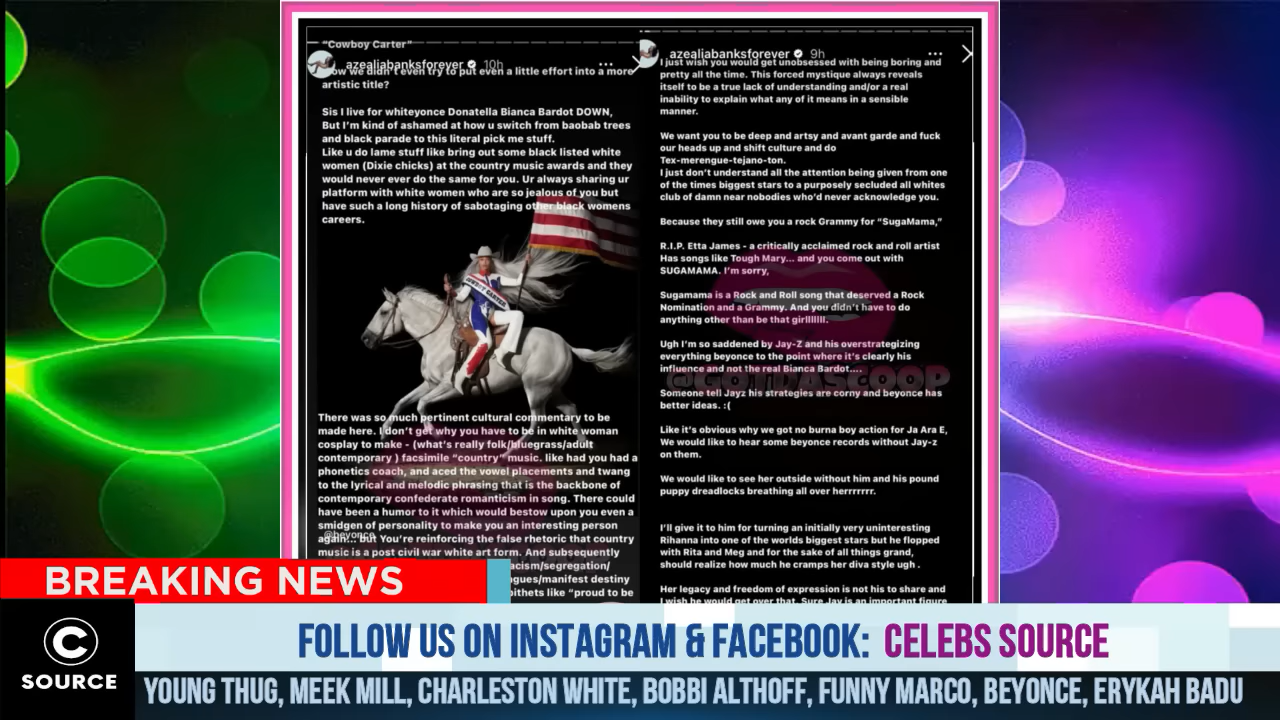 "Cowboy Carter"
azealiabanksforever 10h
ow we didn't even try to put even a little effort into a more
artistic title?
Sis I live for whiteyonce Donatella Bianca Bardot DOWN,
But I'm kind of ashamed at how u switch from baobab trees
and black parade to this literal pick me stuff.
Like u do lame stuff like bring out some black listed white
women (Dixie chicks) at the country music awards and they
would never ever do the same for you. Ur always sharing ur
platform with white women who are so jealous of you but
have such a long history of sabotaging other black womens
careers.
COWBOY CARTER
There was so much pertinent cultural commentary to be
made here. I don't get why you have to be in white woman
cosplay to make - (what's really folk/bluegrass/adult
contemporary ) facsimile "country" music. like had you had a
phonetics coach, and aced the vowel placements and twang
to the lyrical and melodic phrasing that is the backbone of
contemporary confederate romanticism in song. There could
have been a humor to it which would bestow upon you even a
smidgen of personality to make you an interesting person
again... but You're reinforcing the false rhetoric that country
@beyonce
music is a post civil war white art form. And subsequently
acism/segregation/
gues/manifest destiny
pithets like "proud to be
azealiabanksforever 9h
I just wish you would get unobsessed with being boring and
pretty all the time. This forced mystique always reveals
itself to be a true lack of understanding and/or a real
inability to explain what any of it means in a sensible
manner.
We want you to be deep and artsy and avant garde and fuck
our heads up and shift culture and do
Tex-merengue-tejano-ton.
I just don't understand all the attention being given from one
of the times biggest stars to a purposely secluded all whites
club of damn near nobodies who'd never acknowledge you.
Because they still owe you a rock Grammy for "SugaMama,"
R.I.P. Etta James - a critically acclaimed rock and roll artist
Has songs like Tough Mary... and you come out with
SUGAMAMA. I'm sorry,
Sugamama is a Rock and Roll song that deserved a Rock
Nomination and a Grammy. And you didn't have to do
anything other than be that girlllllll.
Ugh I'm so saddened by Jay-Z and his overstrategizing
everything beyonce to the point where it's clearly his
influence and not the real Bianca Bardot....
@GOTDASCOOP
Someone tell Jayz his strategies are corny and beyonce has
better ideas. :(
Like it's obvious why we got no burna boy action for Ja Ara E,
We would like to hear some beyonce records without Jay-z
on them.
We would like to see her outside without him and his pound
puppy dreadlocks breathing all over herrrrrrr.
I'll give it to him for turning an initially very uninteresting
Rihanna into one of the worlds biggest stars but he flopped
with Rita and Meg and for the sake of all things grand,
should realize how much he cramps her diva style ugh .
Her legacy and freedom of expression is not his to share and
I wish he would get over that. Sure Jay is an important figure
BREAKING NEWS
C
SOURCE
FOLLOW US ON INSTAGRAM & FACEBOOK: CELEBS SOURCE
YOUNG THUG, MEEK MILL, CHARLESTON WHITE, BOBBI ALTHOFF, FUNNY MARCO, BEYONCE, ERYKAH BADU